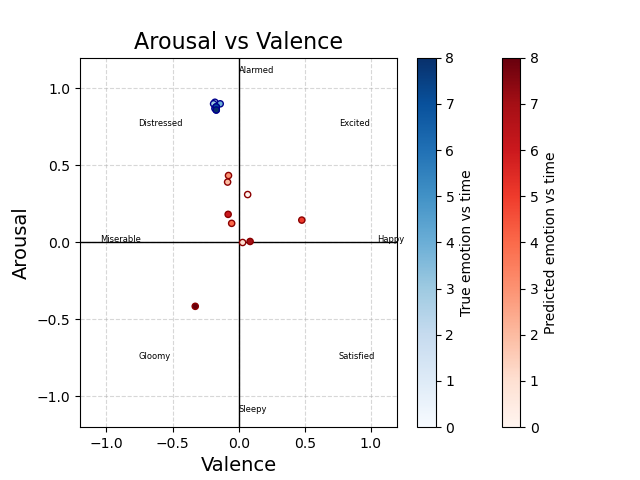 Arousal vs Valence
Alarmed
Distressed
Excited
Miserable
Happy
Gloomy
Satisfied
Sleepy
1.0
0.5
0.0
−0.5
−1.0
Arousal
−1.0 −0.5 0.0 0.5 1.0
Valence
8
7
6
5
4
3
2
1
0
True emotion vs time
8
7
6
5
4
3
2
1
0
Predicted emotion vs time